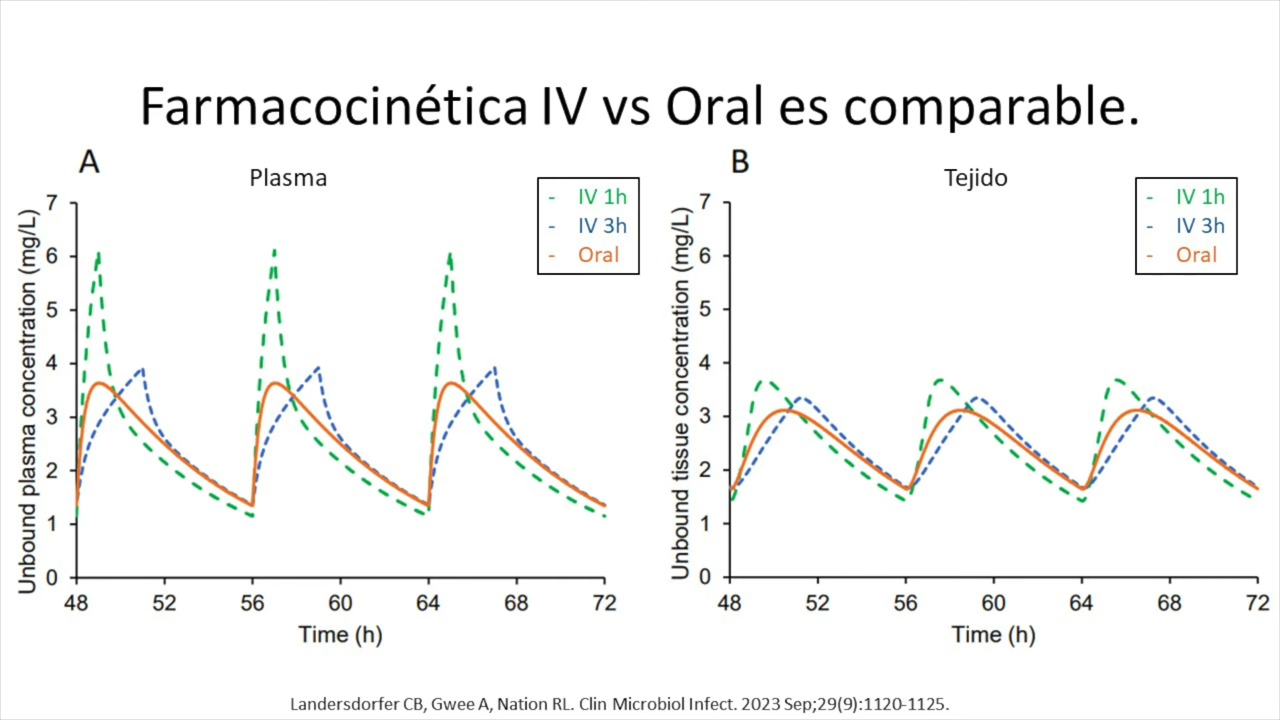 Farmacocinética IV vs Oral es comparable.
A
Plasma
- IV 1h
- IV 3h
- Oral
Unbound plasma concentration (mg/L)
7
6
5
4
3
2
1
0
48 52 56 60 64 68 72
Time (h)
B
Tejido
- IV 1h
- IV 3h
- Oral
Unbound tissue concentration (mg/L)
7
6
5
4
3
2
1
0
48 52 56 60 64 68 72
Time (h)
Landersdorfer CB, Gwee A, Nation RL. Clin Microbiol Infect. 2023 Sep;29(9):1120-1125.